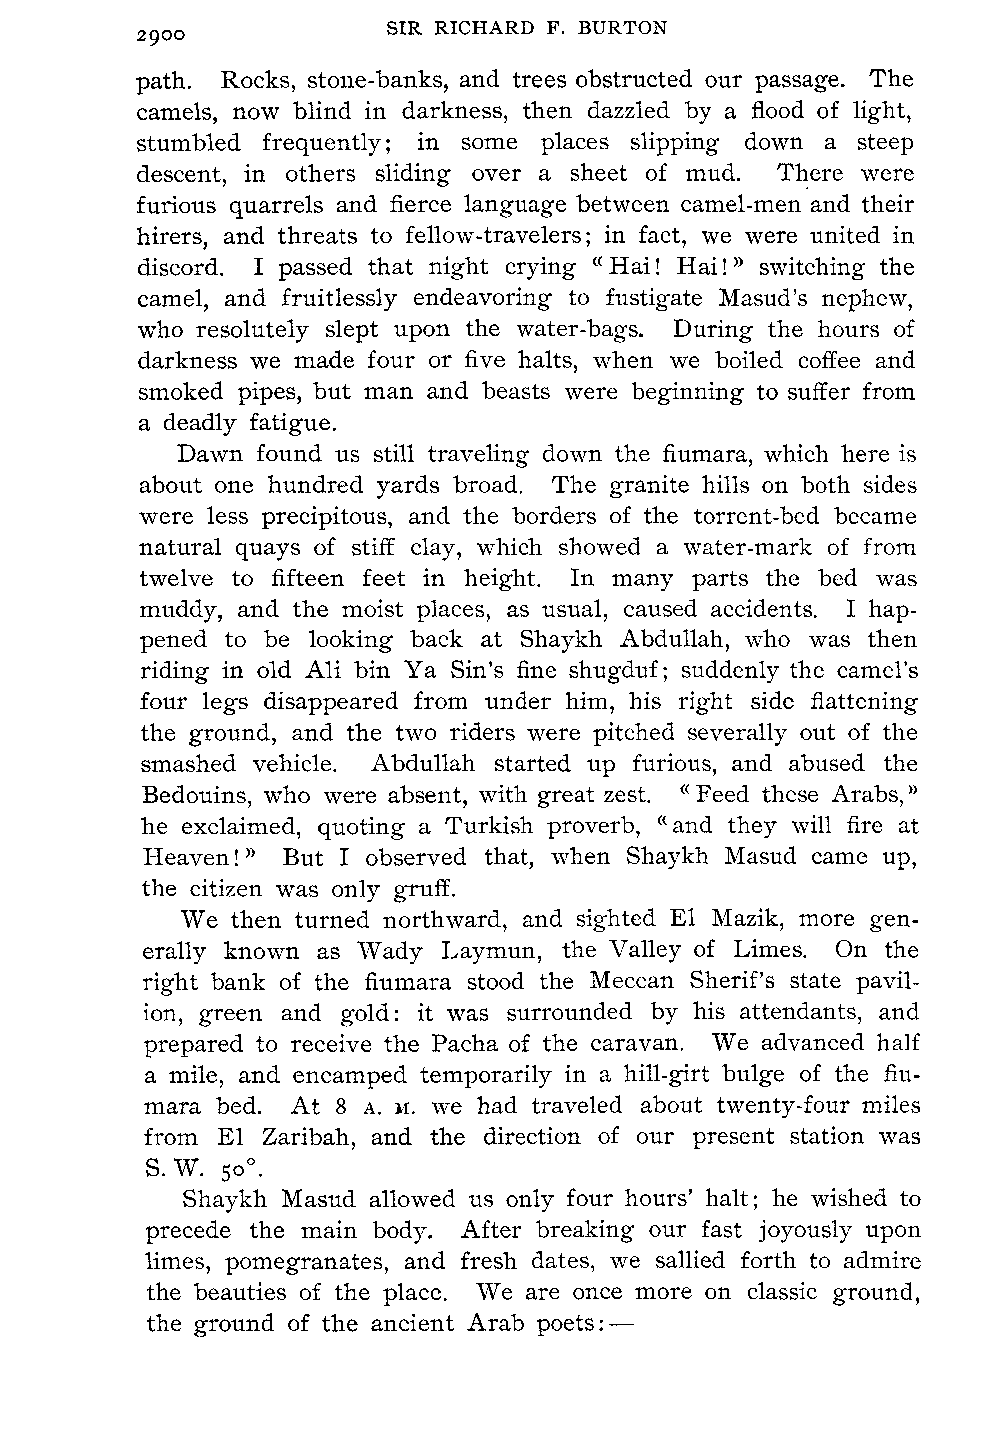 2900 SIR RICHARD F. BURTON
path. Rocks, stone-banks, and trees obstructed our passage. The
camels, now blind in darkness, then dazzled by a flood of light,
stumbled frequently; in some places slipping down a steep
descent, in others sliding over a sheet of mud. There were
furious quarrels and fierce language between camel-men and their
hirers, and threats to fellow-travelers; in fact, we were united in
discord. I passed that night crying « Hai! Hai!» switching the
camel, and fruitlessly endeavoring to fustigate Masud's nephew,
who resolutely slept upon the water-bags. During the hours of
darkness we made four or five halts, when we boiled coffee and
smoked pipes, but man and beasts were beginning to suffer from
a deadly fatigue.
Dawn found us still traveling down the fiumara, which here is
about one hundred yards broad. The granite hills on both sides
were less precipitous, and the borders of the torrent-bed became
natural quays of stiff clay, which showed a water-mark of from
twelve to fifteen feet in height. In many parts the bed was
muddy, and the moist places, as usual, caused accidents. I hap-
pened to be looking back at Shaykh Abdullah, who was then
riding in old Ali bin Ya Sin's fine shugduf; suddenly the camel's
four legs disappeared from under him, his right side flattening
the ground, and the two riders were pitched severally out of the
smashed vehicle. Abdullah started up furious, and abused the
Bedouins, who were absent, with great zest. « Feed these Arabs,»
he exclaimed, quoting a Turkish proverb, «and they will fire at
Heaven!» But I observed that, when Shaykh Masud came up,
the citizen was only gruff.
We then turned northward, and sighted El Mazik, more gen-
erally known as Wady Laymun, the Valley of Limes. On the
right bank of the fiumara stood the Meccan Sherif's state pavil-
ion, green and gold: it was surrounded by his attendants, and
prepared to receive the Pacha of the caravan. We advanced half
a mile, and encamped temporarily in a hill-girt bulge of the fiu-
mara bed. At 8 A. M. we had traveled about twenty-four miles
from El Zaribah, and the direction of our present station was
S. W. 50°.
Shaykh Masud allowed us only four hours' halt; he wished to
precede the main body. After breaking our fast joyously upon
limes, pomegranates, and fresh dates, we sallied forth to admire
the beauties of the place. We are once more on classic ground,
the ground of the ancient Arab poets:—